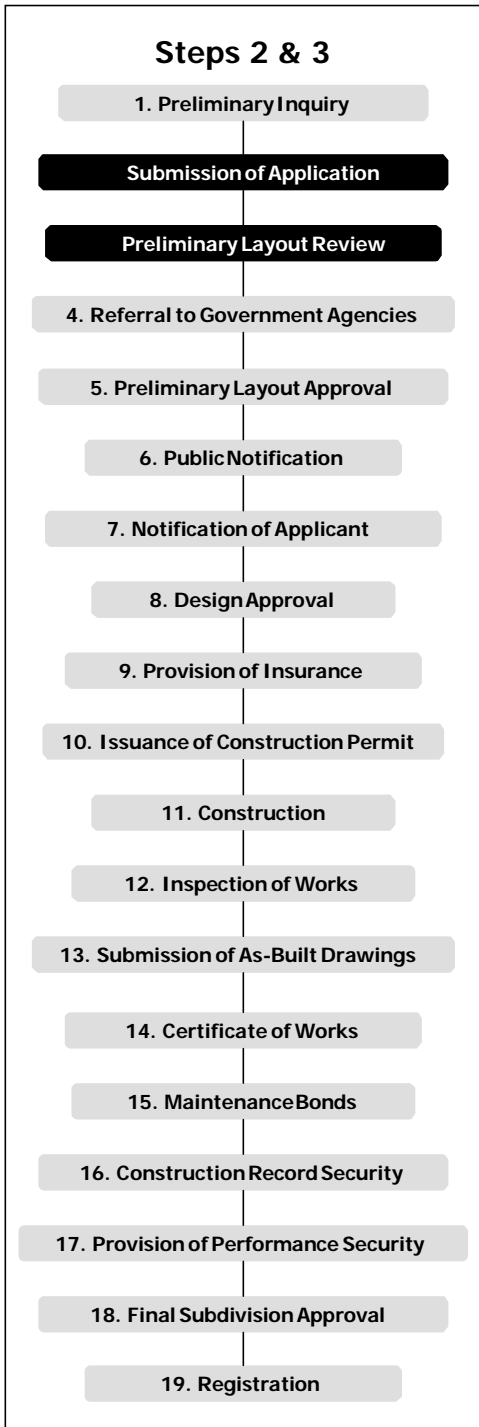 Steps 2 & 3
1. Preliminary Inquiry
Submission of Application
Preliminary Layout Review
4. Referral to Government Agencies
5. Preliminary Layout Approval
6. Public Notification
7. Notification of Applicant
8. Design Approval
9. Provision of Insurance
10. Issuance of Construction Permit
11. Construction
12. Inspection of Works
13. Submission of As-Built Drawings
14. Certificate of Works
15. Maintenance Bonds
16. Construction Record Security
17. Provision of Performance Security
18. Final Subdivision Approval
19. Registration